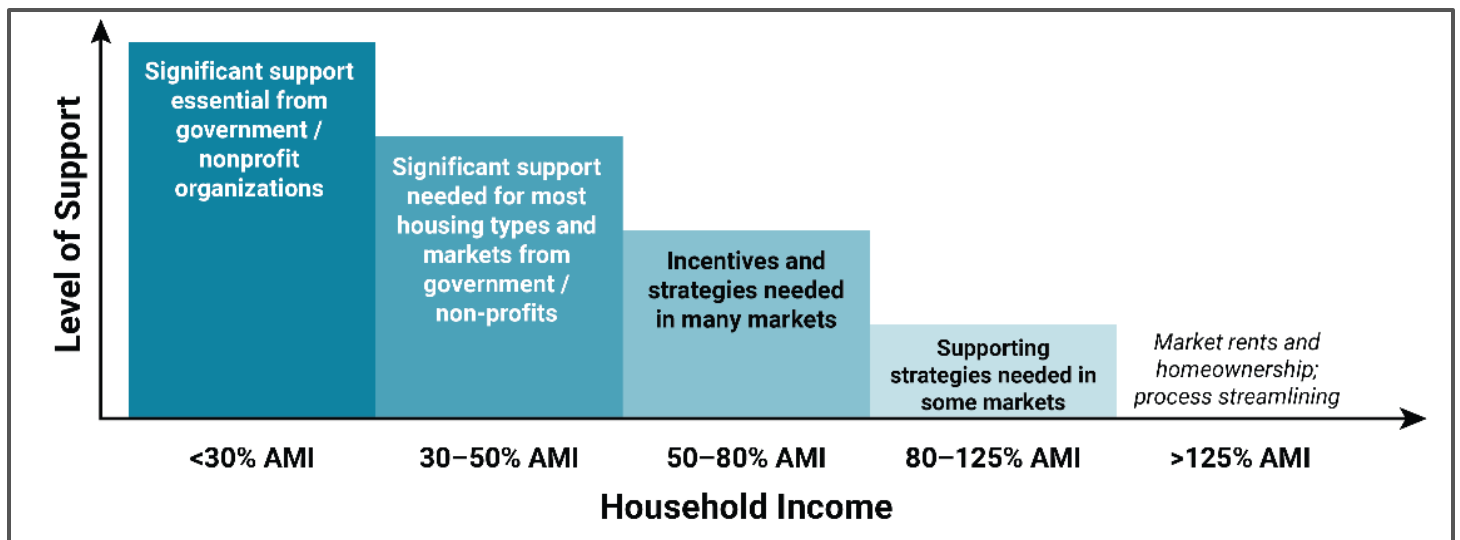 Level of Support
Significant support
essential from
government /
nonprofit
organizations
Significant support
needed for most
housing types and
markets from
government /
non-profits
Incentives and
strategies needed
in many markets
Supporting
strategies needed in
some markets
Market rents and
homeownership;
process streamlining
<30% AMI
30–50% AMI
50–80% AMI
80–125% AMI
>125% AMI
Household Income